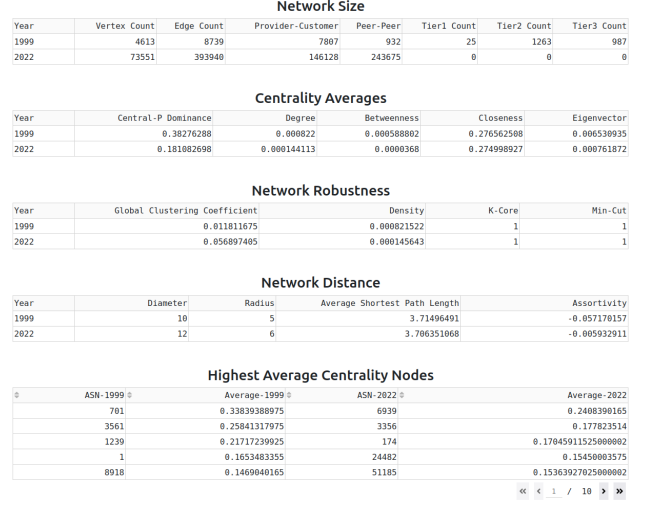 Network Size
Year Vertex Count Edge Count Provider-Customer Peer-Peer Tier1 Count Tier2 Count Tier3 Count
1999 4613 8739 7807 932 25 1263 987
2022 73551 393940 146128 243675 0 0 0
Centrality Averages
Year Central-P Dominance Degree Betweenness Closeness Eigenvector
1999 0.38276288 0.000822 0.000588802 0.276562508 0.006530935
2022 0.181082698 0.000144113 0.0000368 0.274998927 0.000761872
Network Robustness
Year Global Clustering Coefficient Density K-Core Min-Cut
1999 0.011811675 0.000821522 1 1
2022 0.056897405 0.000145643 1 1
Network Distance
Year Diameter Radius Average Shortest Path Length Assortivity
1999 10 5 3.71496491 -0.057170157
2022 12 6 3.706351068 -0.005932911
Highest Average Centrality Nodes
ASN-1999 Average-1999 ASN-2022 Average-2022
701 0.33839388975 6939 0.2408390165
3561 0.25841317975 3356 0.177823514
1239 0.21717239925 174 0.17045911525000002
1 0.1653483355 24482 0.15450003575
8918 0.1469040165 51185 0.15363927025000002
« ‹ 1 / 10 › »